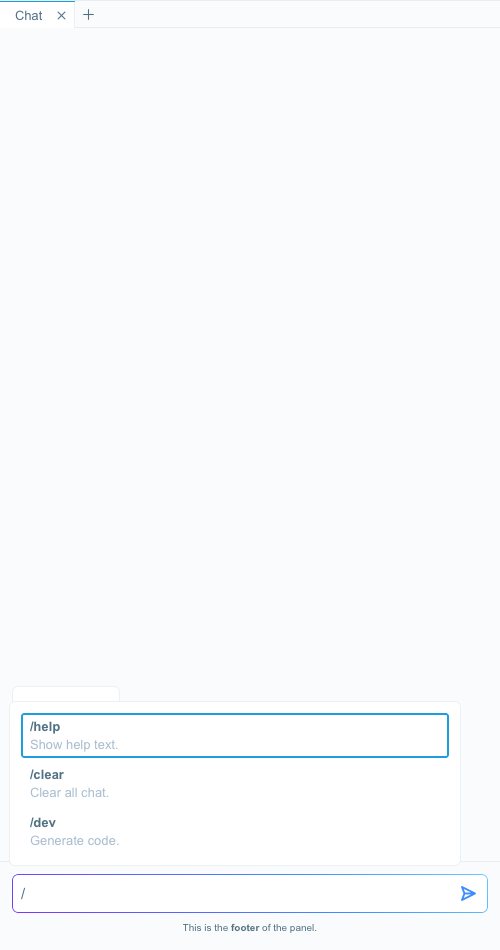 Chat
/help
Show help text.
/clear
Clear all chat.
/dev
Generate code.
/
This is the footer of the panel.